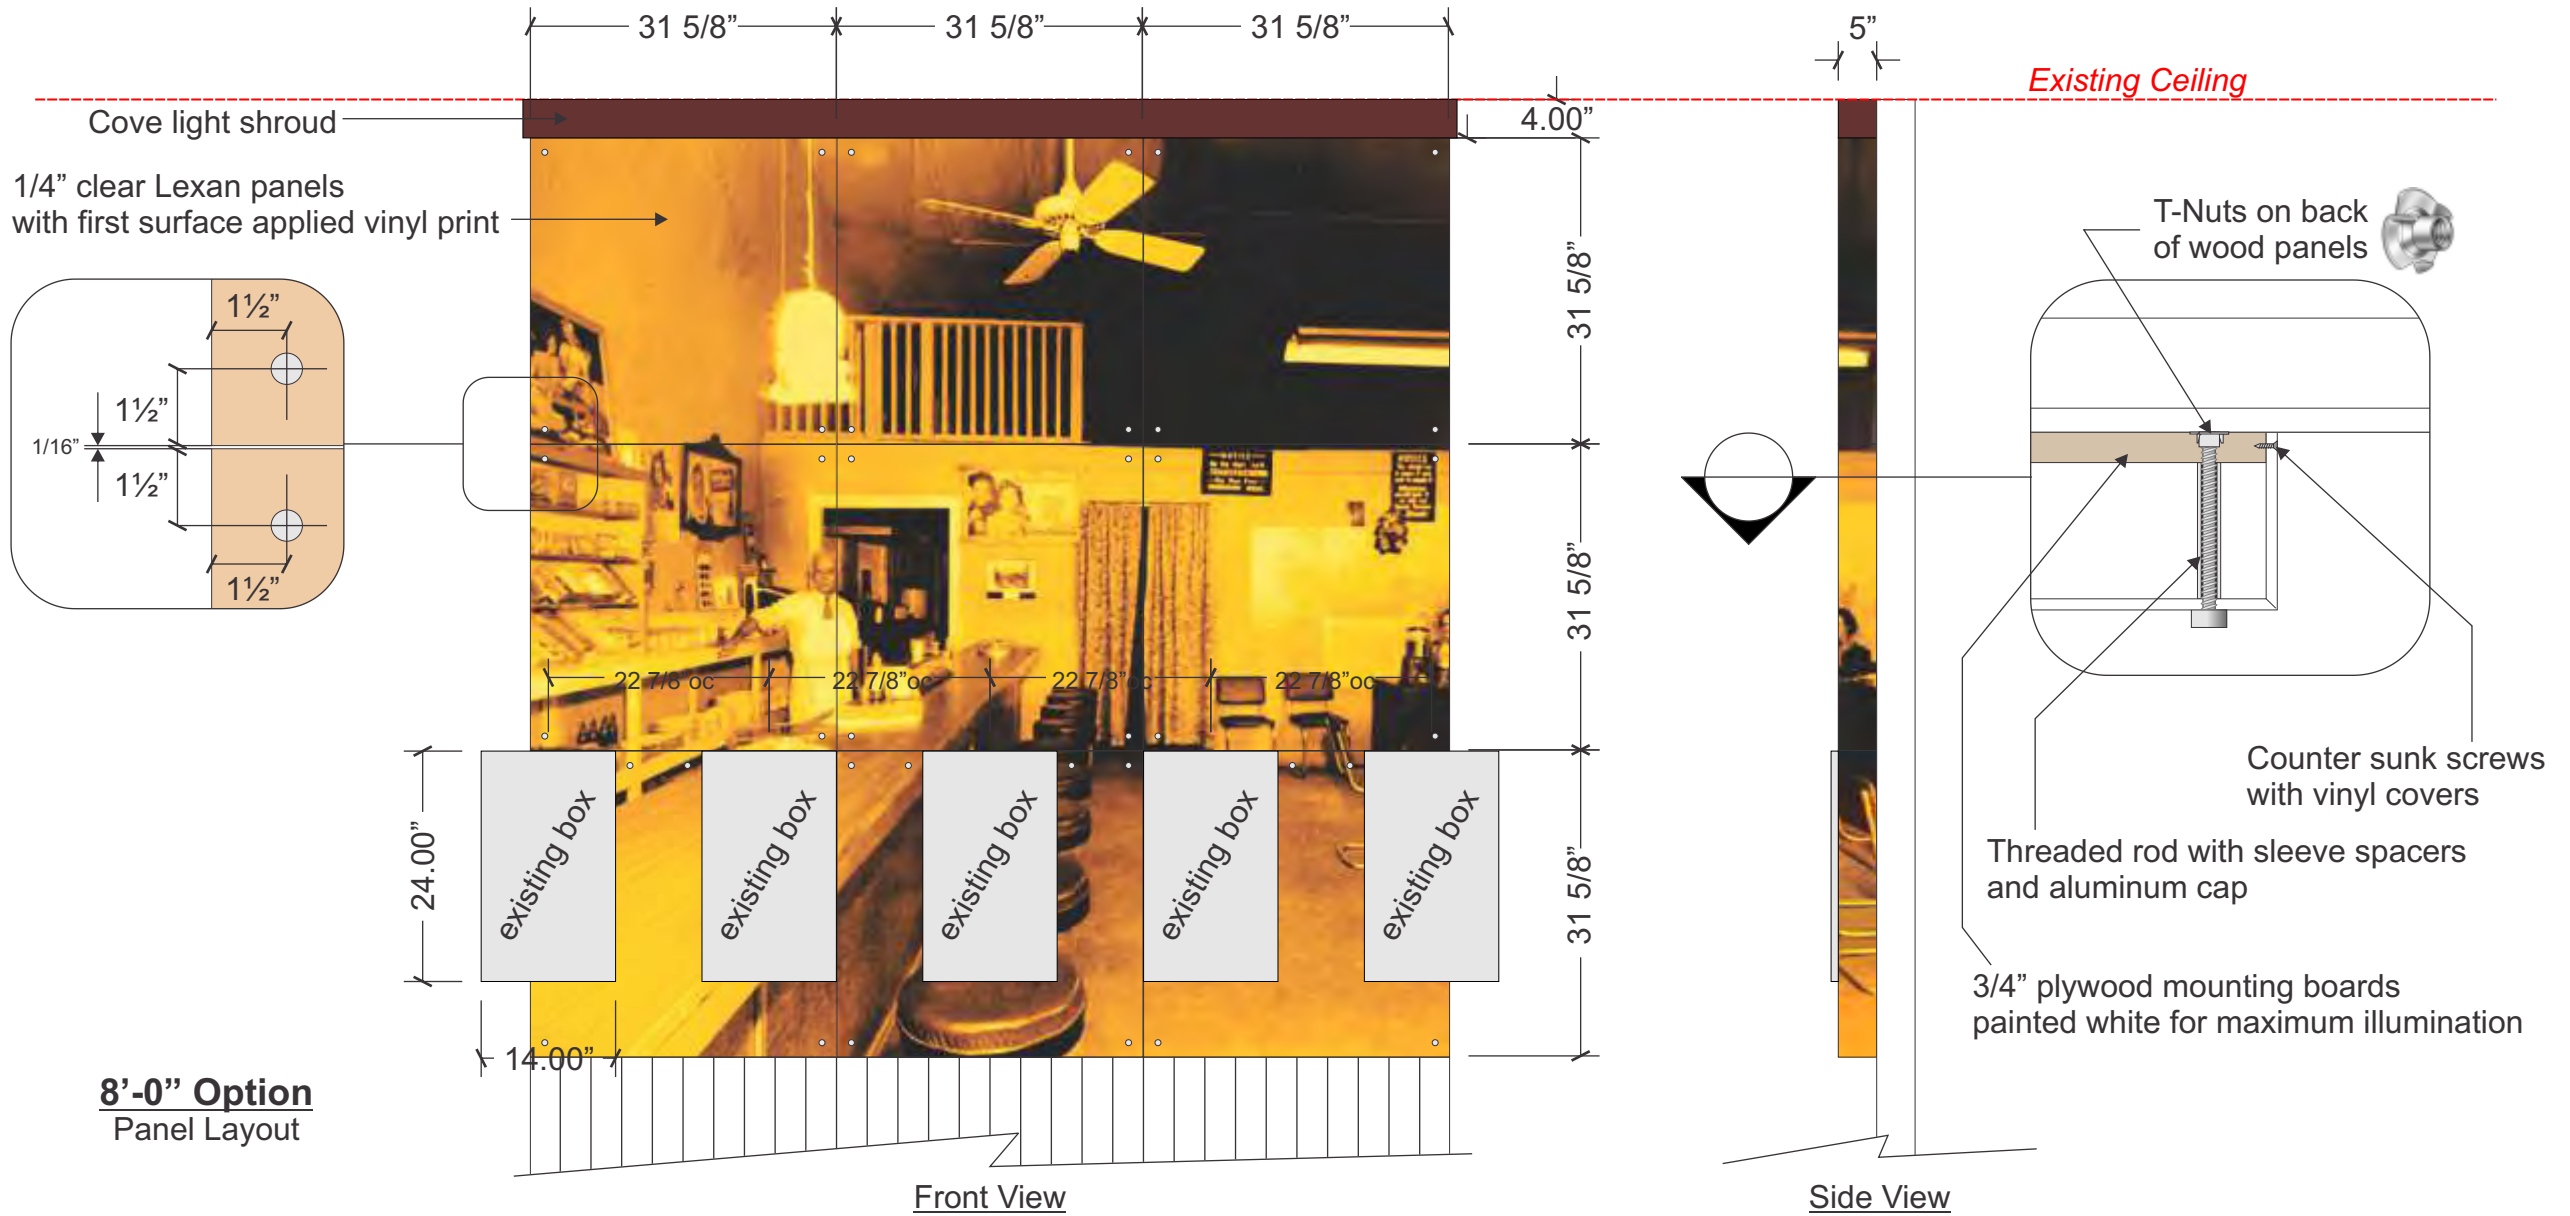 31 5/8”
31 5/8”
31 5/8”
5”
Existing Ceiling
Cove light shroud
4.00”
1/4” clear Lexan panels
with first surface applied vinyl print
T-Nuts on back
of wood panels
1½”
1½”
1/16”
1½”
1½”
31 5/8”
31 5/8”
31 5/8”
22 7/8”oc
22 7/8”oc
22 7/8”oc
22 7/8”oc
24.00”
existing box
existing box
existing box
existing box
existing box
14.00”
Counter sunk screws
with vinyl covers
Threaded rod with sleeve spacers
and aluminum cap
3/4” plywood mounting boards
painted white for maximum illumination
8’-0” Option
Panel Layout
Front View
Side View